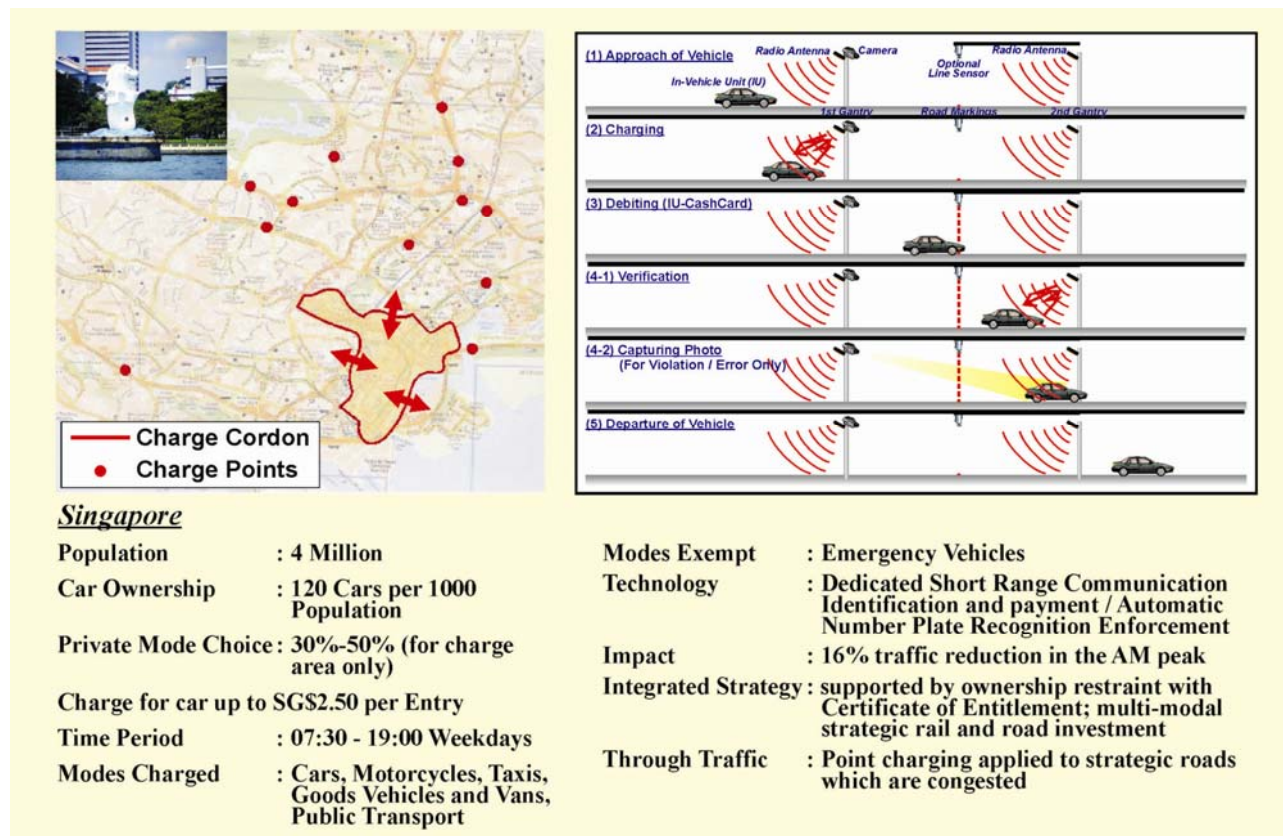 Charge Cordon
Charge Points
(1) Approach of Vehicle
Radio Antenna
Camera
Radio Antenna
Optional
Line Sensor
In-Vehicle Unit (IU)
1st Gantry
Road Markings
2nd Gantry
(2) Charging
(3) Debiting (IU-CashCard)
(4-1) Verification
(4-2) Capturing Photo
(For Violation / Error Only)
(5) Departure of Vehicle
Singapore
Population : 4 Million
Car Ownership : 120 Cars per 1000
Population
Private Mode Choice : 30%-50% (for charge
area only)
Charge for car up to SG$2.50 per Entry
Time Period : 07:30 - 19:00 Weekdays
Modes Charged : Cars, Motorcycles, Taxis,
Goods Vehicles and Vans,
Public Transport
Modes Exempt : Emergency Vehicles
Technology : Dedicated Short Range Communication
Identification and payment / Automatic
Number Plate Recognition Enforcement
Impact : 16% traffic reduction in the AM peak
Integrated Strategy : supported by ownership restraint with
Certificate of Entitlement; multi-modal
strategic rail and road investment
Through Traffic : Point charging applied to strategic roads
which are congested